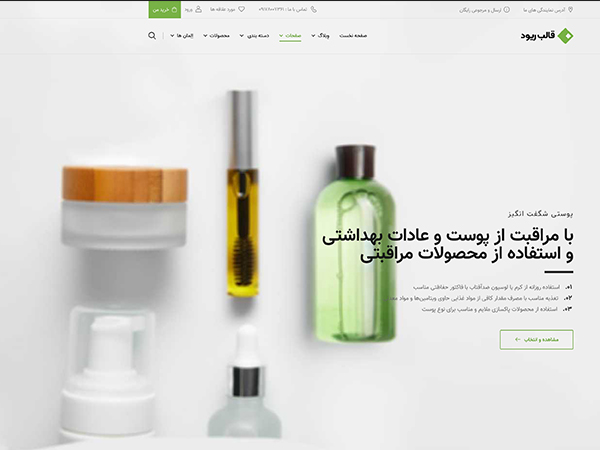 آدرس نمایندگی های ما
ارسال و مرجوعی رایگان
تماس با ما :
مورد علاقه ها
ورود
خرید من
قالب ریود
صفحه نخست
وبلاگ
صفحات
دسته بندی
محصولات
المان ها
پوستی شگفت انگیز
با مراقبت از پوست و عادات بهداشتی
و استفاده از محصولات مراقبتی
۰۱. استفاده روزانه از کرم یا لوسیون ضدآفتاب با فاکتور حفاظتی مناسب
۰۲. تغذیه مناسب با مصرف مقدار کافی از مواد غذایی حاوی ویتامین‌ها و مواد
۰۳. استفاده از محصولات پاکسازی ملایم و مناسب برای نوع پوست
مشاهده و انتخاب